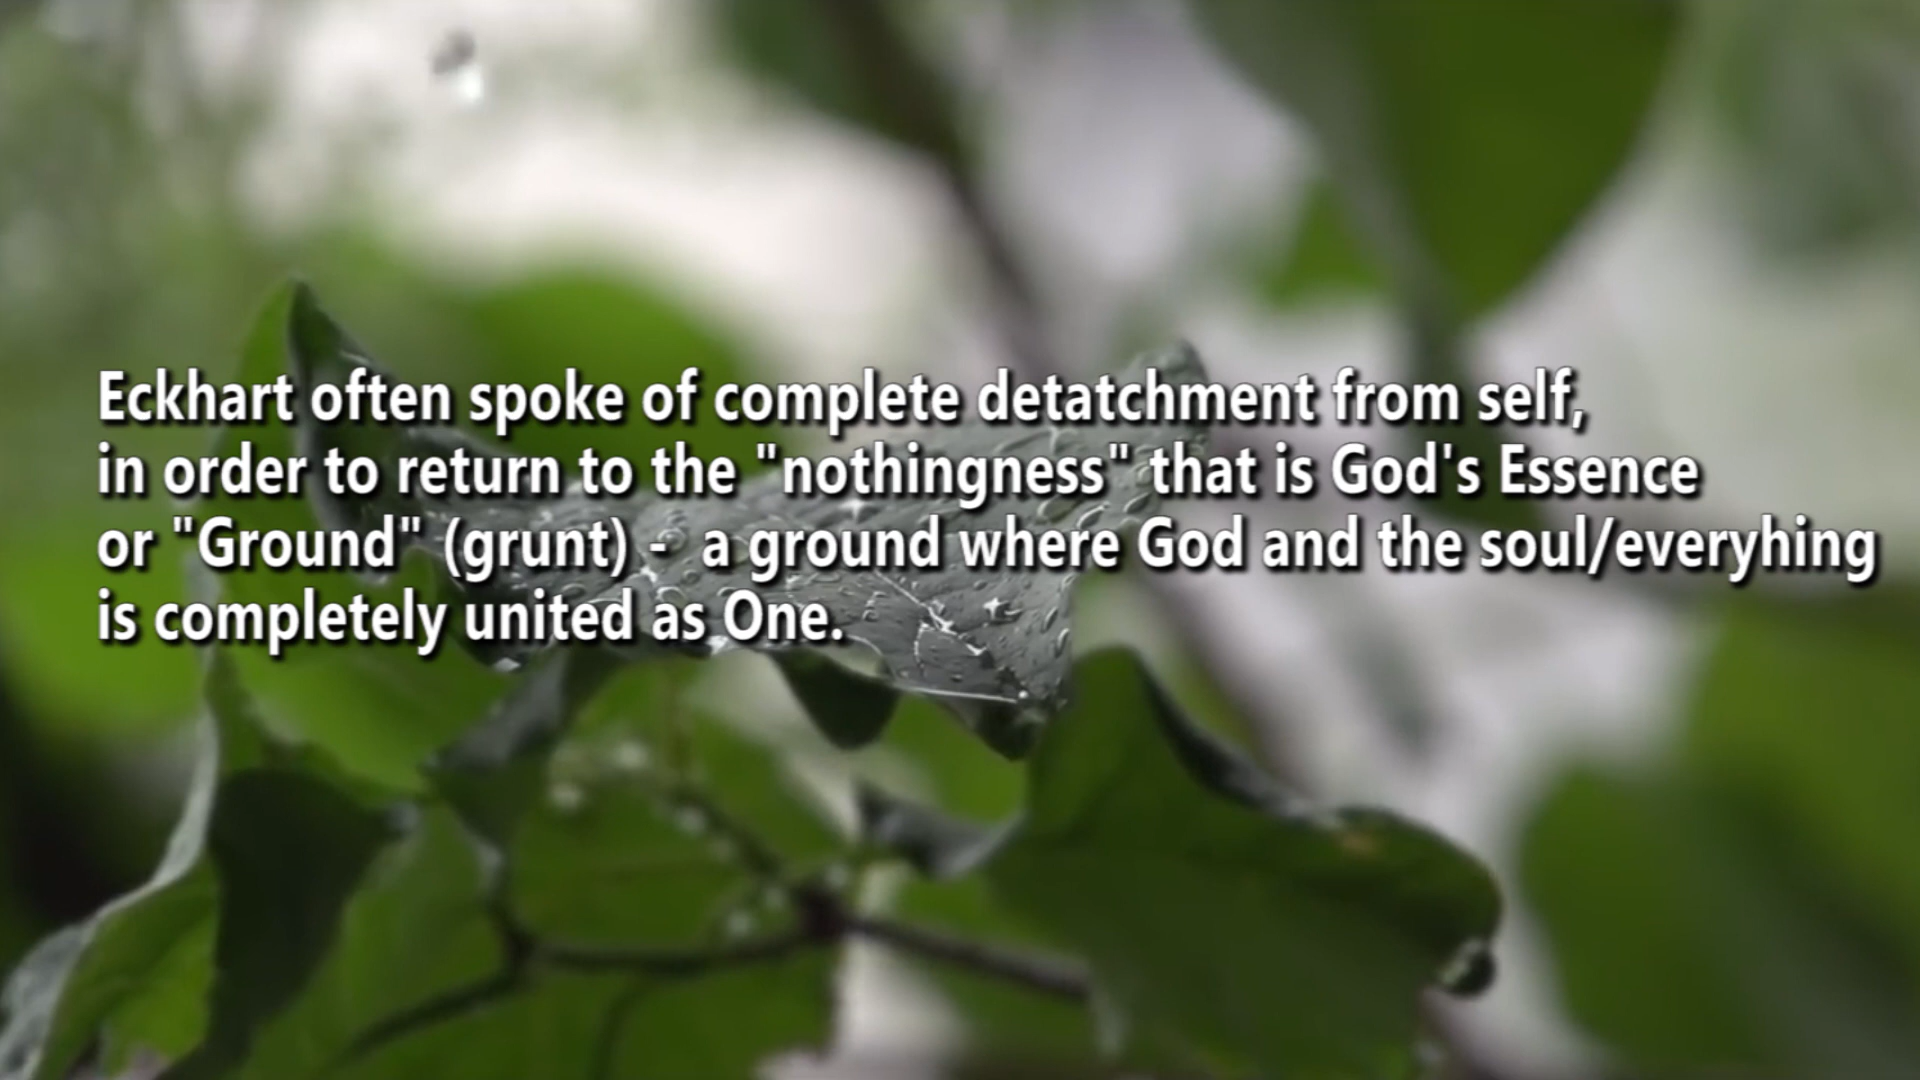 Eckhart often spoke of complete detatchment from self,
in order to return to the "nothingness" that is God's Essence
or "Ground" (grunt) -  a ground where God and the soul/everyhing
is completely united as One.